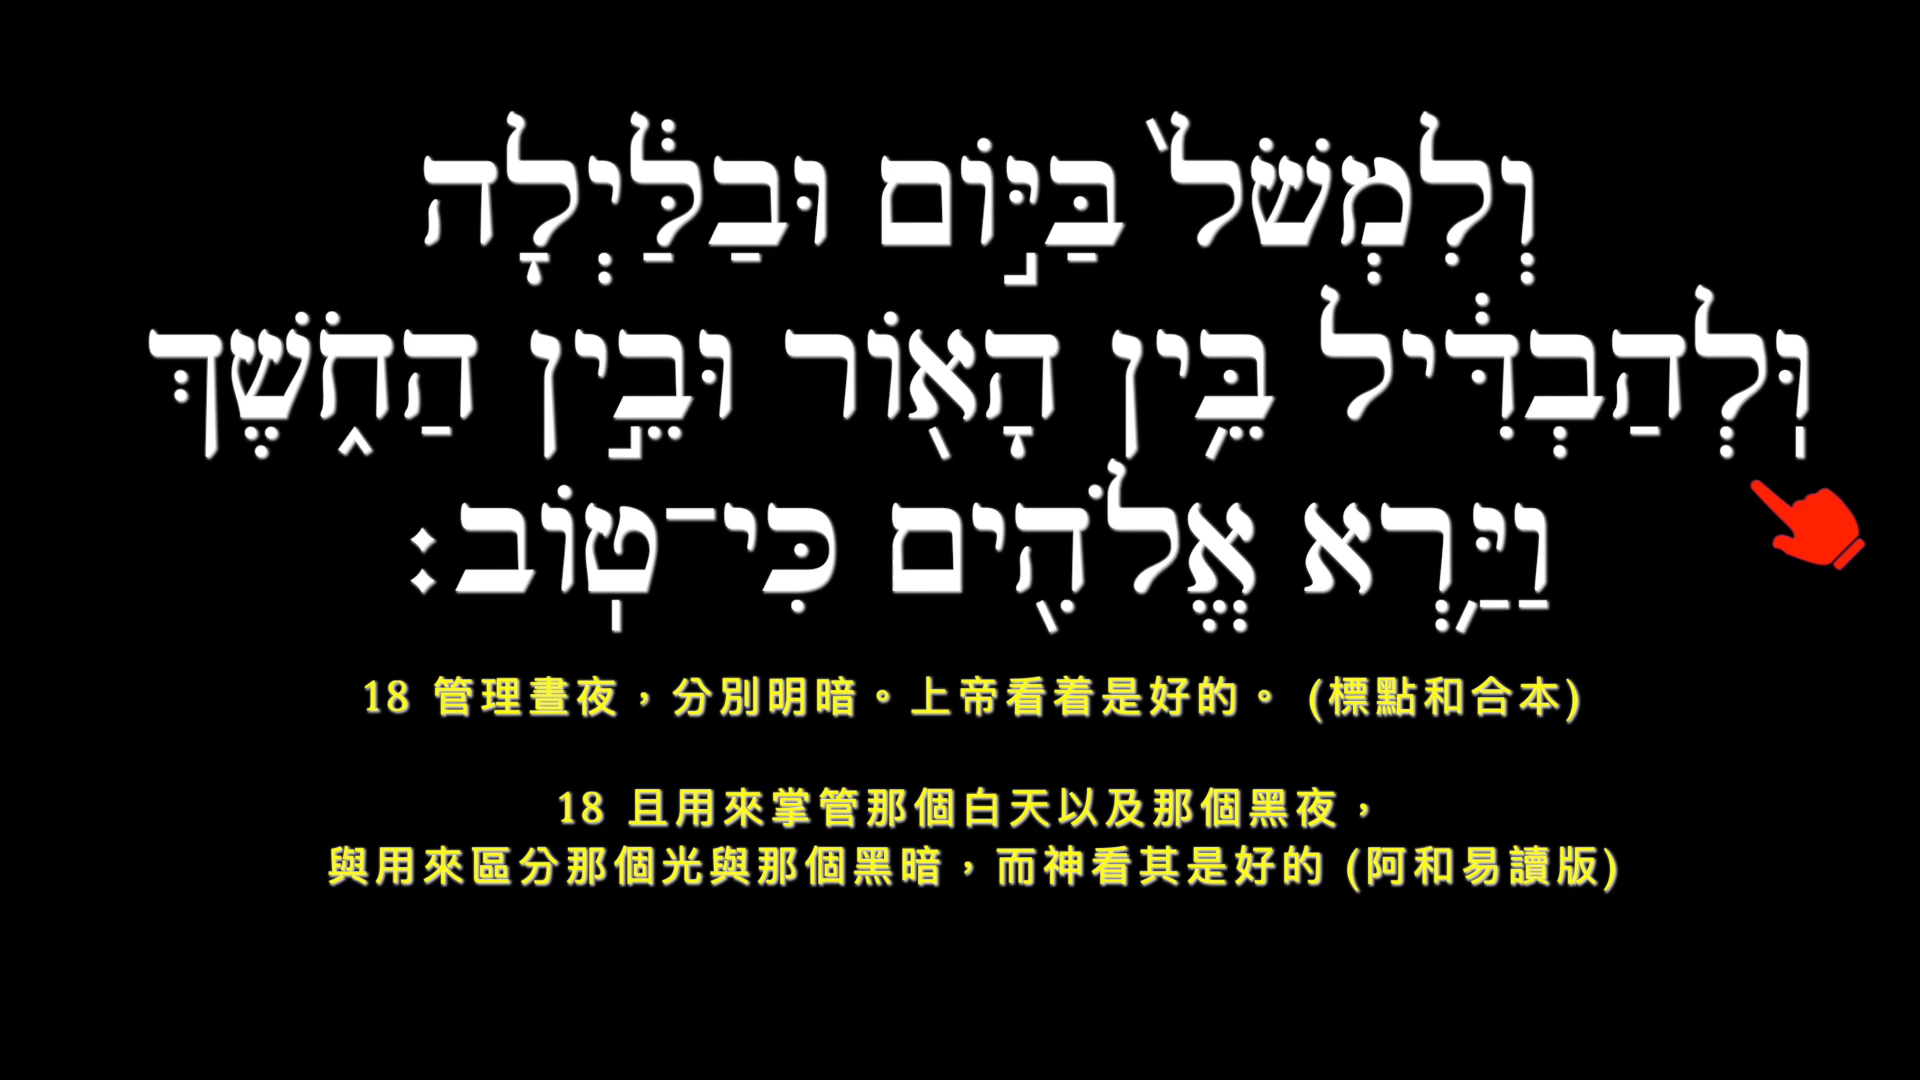 וְלִמְשֹׁל֙ בַּיּ֣וֹם וּבַלַּ֔יְלָה
וּֽלְהַבְדִּ֔יל בֵּ֥ין הָא֖וֹר וּבֵ֣ין הַחֹ֑שֶׁךְ
וַיַּ֥רְא אֱלֹהִ֖ים כִּי־טֽוֹב׃
18 管理晝夜，分別明暗。上帝看着是好的。 (標點和合本)
18 且用來掌管那個白天以及那個黑夜，
與用來區分那個光與那個黑暗，而神看其是好的 (阿和易讀版)